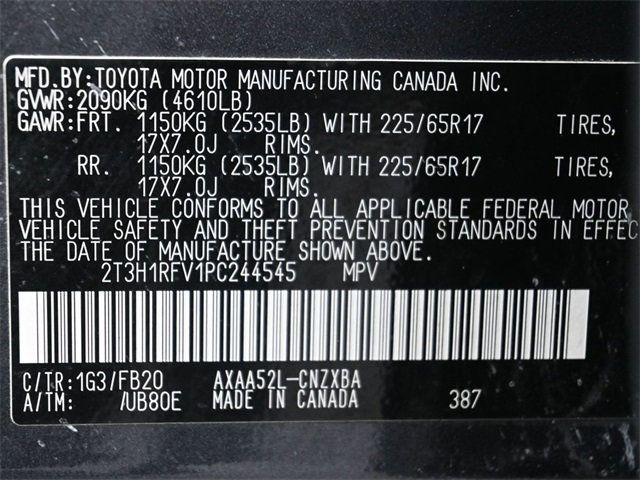 MFD.BY:TOYOTA MOTOR MANUFACTURING CANADA INC.
GVWR:2090KG (4610LB)
GAWR:FRT. 1150KG (2535LB) WITH 225/65R17 TIRES,
17X7.0J RIMS.
RR. 1150KG (2535LB) WITH 225/65R17 TIRES,
17X7.0J RIMS.
THIS VEHICLE CONFORMS TO ALL APPLICABLE FEDERAL MOTOR
VEHICLE SAFETY AND THEFT PREVENTION STANDARDS IN EFFEC
THE DATE OF MANUFACTURE SHOWN ABOVE.
2T3H1RFV1PC244545 MPV
C/TR:1G3/FB20 AXAA52L-CNZXBA
A/TM: /UB80E MADE IN CANADA 387